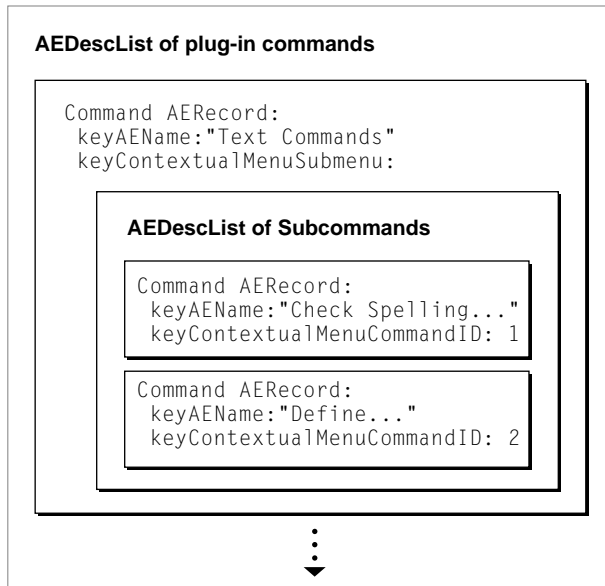 AEDescList of plug-in commands
Command AERecord:
keyAEName:"Text Commands"
keyContextualMenuSubmenu:
AEDescList of Subcommands
Command AERecord:
keyAEName:"Check Spelling..."
keyContextualMenuCommandID: 1
Command AERecord:
keyAEName:"Define..."
keyContextualMenuCommandID: 2